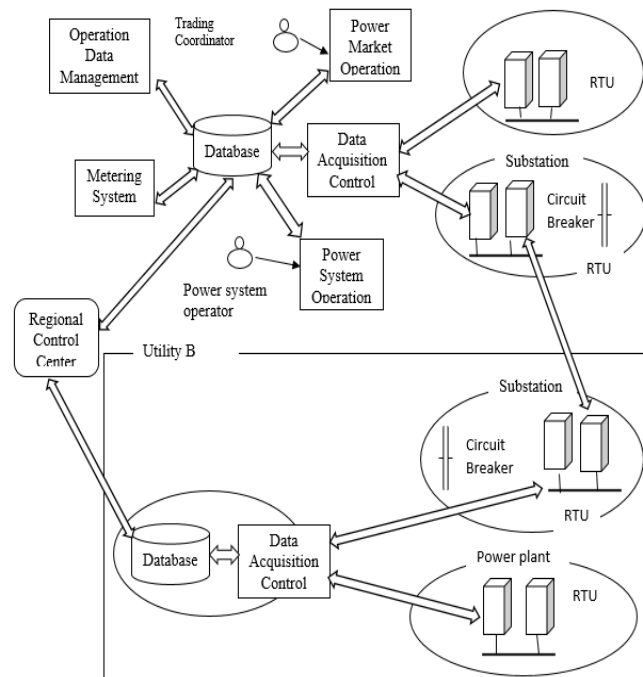 Operation
Data
Management
Trading
Coordinator
Power
Market
Operation
RTU
Database
Data
Acquisition
Control
Metering
System
Substation
Circuit
Breaker
RTU
Power system
operator
Power
System
Operation
Regional
Control
Center
Utility B
Substation
Circuit
Breaker
RTU
Database
Data
Acquisition
Control
Power plant
RTU